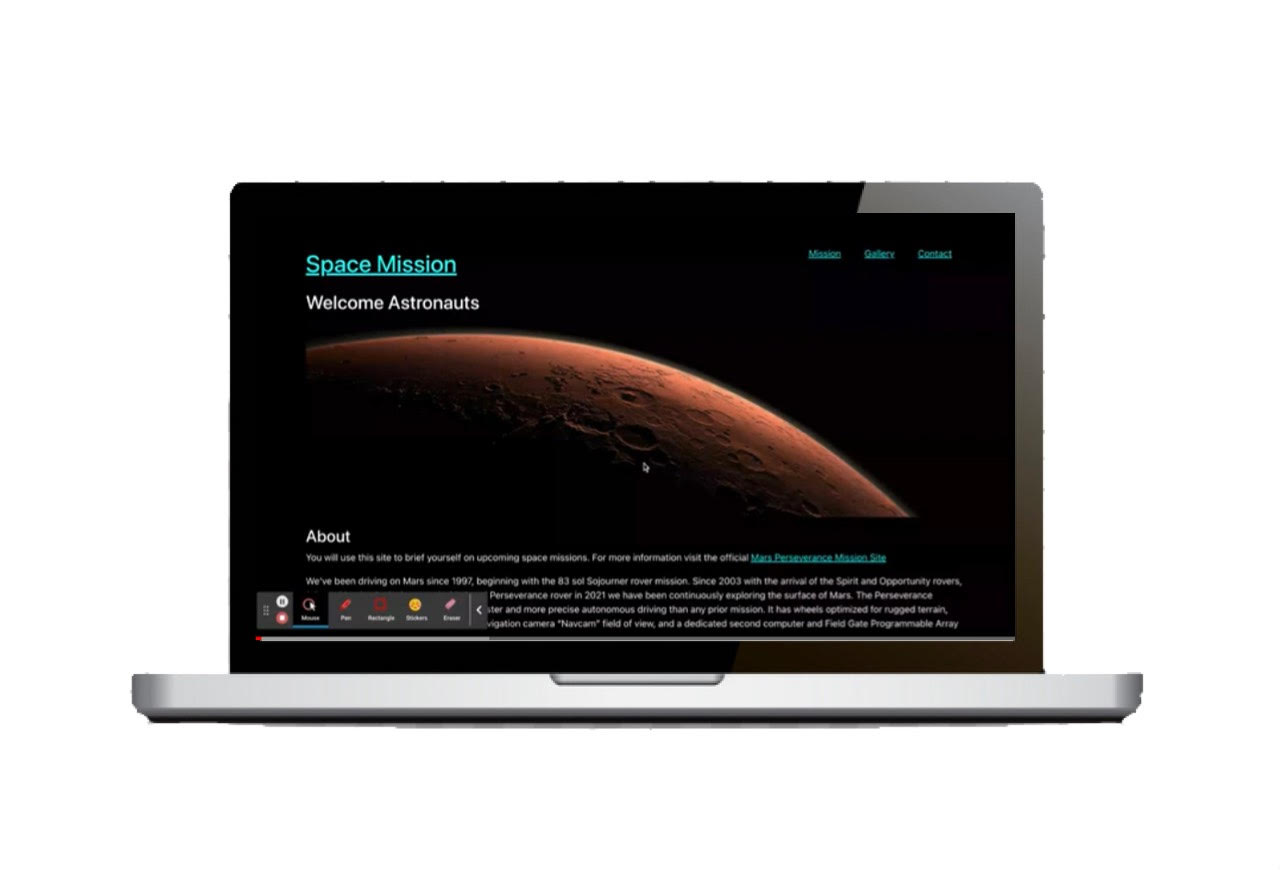 Space Mission
Mission Gallery Contact
Welcome Astronauts
About
You will use this site to brief yourself on upcoming space missions. For more information visit the official Mars Perseverance Mission Site
We've been driving on Mars since 1997, beginning with the 83 sol Sojourner rover mission. Since 2003 with the arrival of the Spirit and Opportunity rovers,
Perseverance rover in 2021 we have been continuously exploring the surface of Mars. The Perseverance
ster and more precise autonomous driving than any prior mission. It has wheels optimized for rugged terrain,
vigation camera "Navcam" field of view, and a dedicated second computer and Field Gate Programmable Array
Mouse Pen Rectangle Stickers Eraser